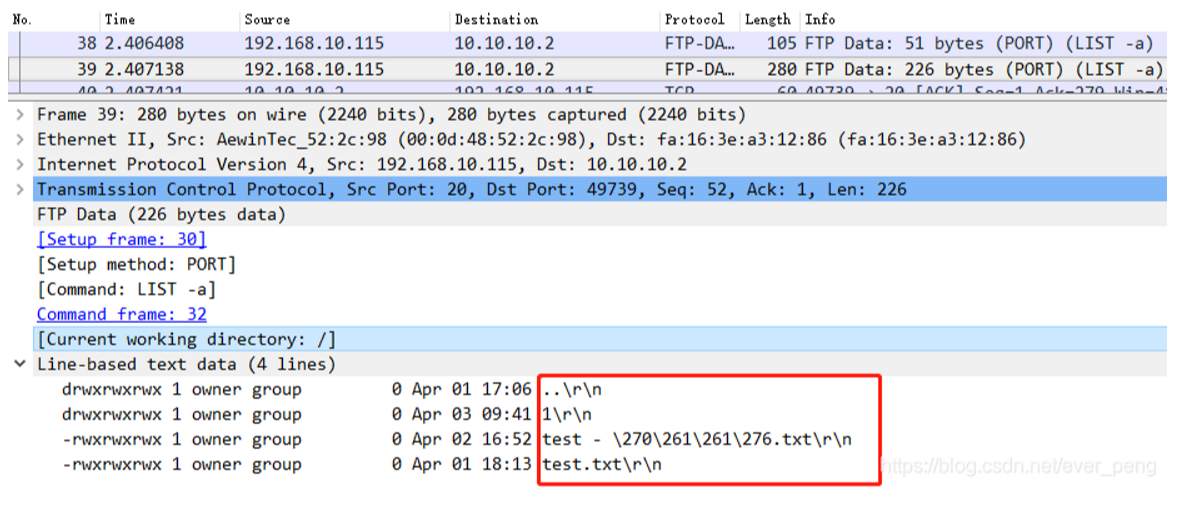 No. Time Source Destination Protocol Length Info
38 2.406408 192.168.10.115 10.10.10.2 FTP-DA… 105 FTP Data: 51 bytes (PORT) (LIST -a)
39 2.407138 192.168.10.115 10.10.10.2 FTP-DA… 280 FTP Data: 226 bytes (PORT) (LIST -a)
40 2.407421 10.10.10.2 192.168.10.115 TCP 60 49739 → 20 [ACK] Seq=1 Ack=279
Frame 39: 280 bytes on wire (2240 bits), 280 bytes captured (2240 bits)
Ethernet II, Src: AewinTec_52:2c:98 (00:0d:48:52:2c:98), Dst: fa:16:3e:a3:12:86 (fa:16:3e:a3:12:86)
Internet Protocol Version 4, Src: 192.168.10.115, Dst: 10.10.10.2
Transmission Control Protocol, Src Port: 20, Dst Port: 49739, Seq: 52, Ack: 1, Len: 226
FTP Data (226 bytes data)
[Setup frame: 30]
[Setup method: PORT]
[Command: LIST -a]
Command frame: 32
[Current working directory: /]
Line-based text data (4 lines)
drwxrwxrwx 1 owner group 0 Apr 01 17:06 ..\r\n
drwxrwxrwx 1 owner group 0 Apr 03 09:41 1\r\n
-rwxrwxrwx 1 owner group 0 Apr 02 16:52 test - \270\261\261\276.txt\r\n
-rwxrwxrwx 1 owner group 0 Apr 01 18:13 test.txt\r\n
https://blog.csdn.net/ever_peng